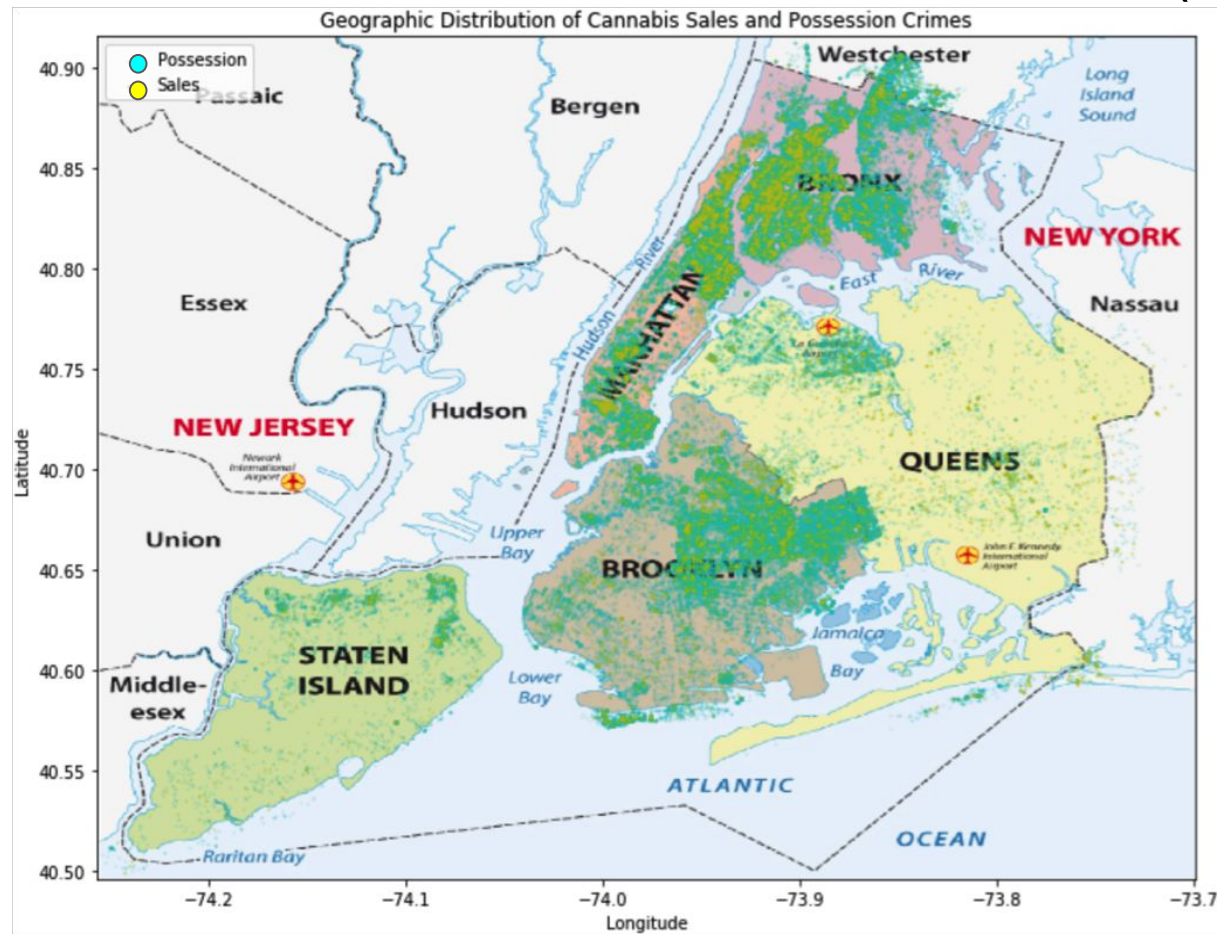 Geographic Distribution of Cannabis Sales and Possession Crimes
Possession
Sales
Passaic
Bergen
Westchester
Long
Island
Sound
BRONX
NEW YORK
Essex
Hudson
River
MANHATTAN
East
River
Nassau
La Guardia
Airport
NEW JERSEY
Hudson
Newark
International
Airport
QUEENS
Union
Upper
Bay
BROOKLYN
John F. Kennedy
International
Airport
STATEN
ISLAND
Jamaica
Bay
Lower
Bay
Middle-
esex
ATLANTIC
OCEAN
Raritan Bay
40.90
40.85
40.80
40.75
40.70
40.65
40.60
40.55
40.50
Latitude
−74.2
−74.1
−74.0
−73.9
−73.8
−73.7
Longitude